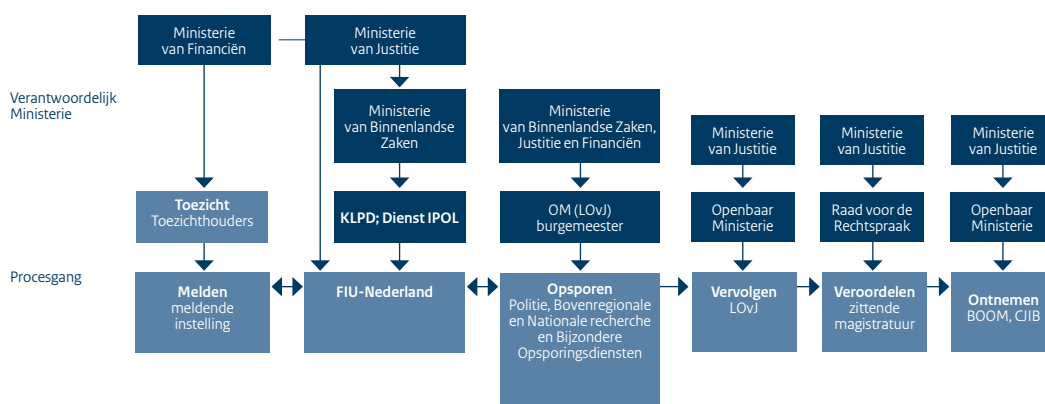 Ministerie
van Financiën
Ministerie
van Justitie
Verantwoordelijk
Ministerie
Ministerie
van Binnenlandse
Zaken
Ministerie
van Binnenlandse Zaken,
Justitie en Financiën
Ministerie
van Justitie
Ministerie
van Justitie
Ministerie
van Justitie
Toezicht
Toezichthouders
KLPD; Dienst IPOL
OM (LOvJ)
burgemeester
Openbaar
Ministerie
Raad voor de
Rechtspraak
Openbaar
Ministerie
Procesgang
Melden
meldende
instelling
FIU-Nederland
Opsporen
Politie, Bovenregionale
en Nationale recherche
en Bijzondere
Opsporingsdiensten
Vervolgen
LOvJ
Veroordelen
zittende
magistratuur
Ontnemen
BOOM, CJIB